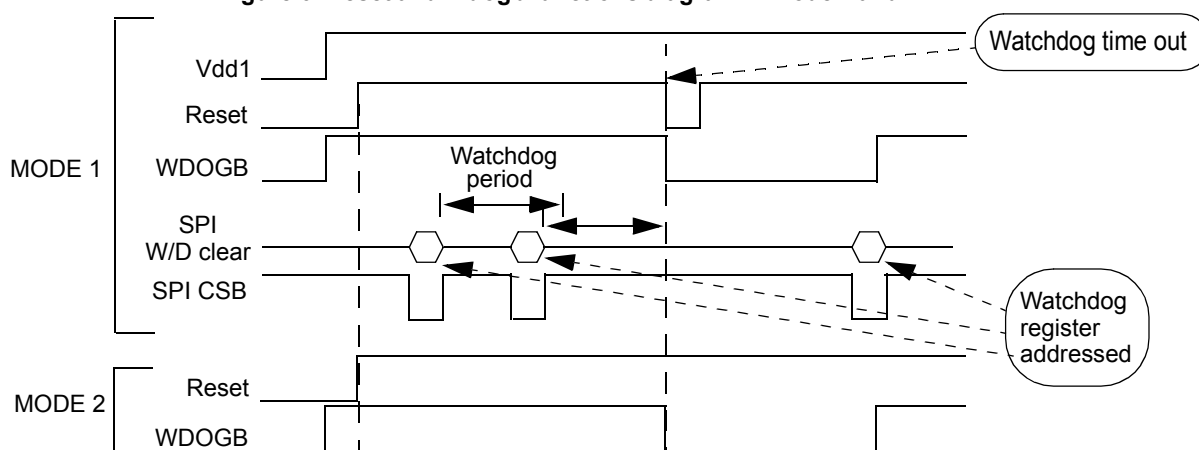 Vdd1
Watchdog time out
Reset
MODE 1
WDOGB
Watchdog
period
SPI
W/D clear
SPI CSB
Watchdog
register
addressed
MODE 2
Reset
WDOGB